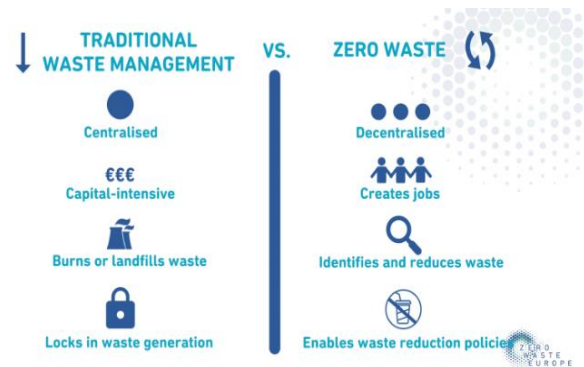 TRADITIONAL
WASTE MANAGEMENT
VS.
ZERO WASTE
Centralised
Decentralised
€€€
Capital-intensive
Creates jobs
Burns or landfills waste
Identifies and reduces waste
Locks in waste generation
Enables waste reduction policies
ZERO
WASTE
EUROPE